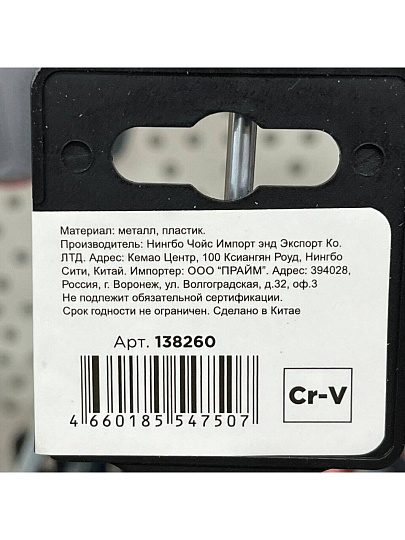 Материал: металл, пластик.
Производитель: Нингбо Чойс Импорт энд Экспорт Ко.
ЛТД. Адрес: Кемао Центр, 100 Ксиангян Роуд, Нингбо
Сити, Китай. Импортер: ООО "ПРАЙМ". Адрес: 394028,
Россия, г. Воронеж, ул. Волгоградская, д.32, оф.3
Не подлежит обязательной сертификации.
Срок годности не ограничен. Сделано в Китае
Арт. 138260
Cr-V
4 660185 547507